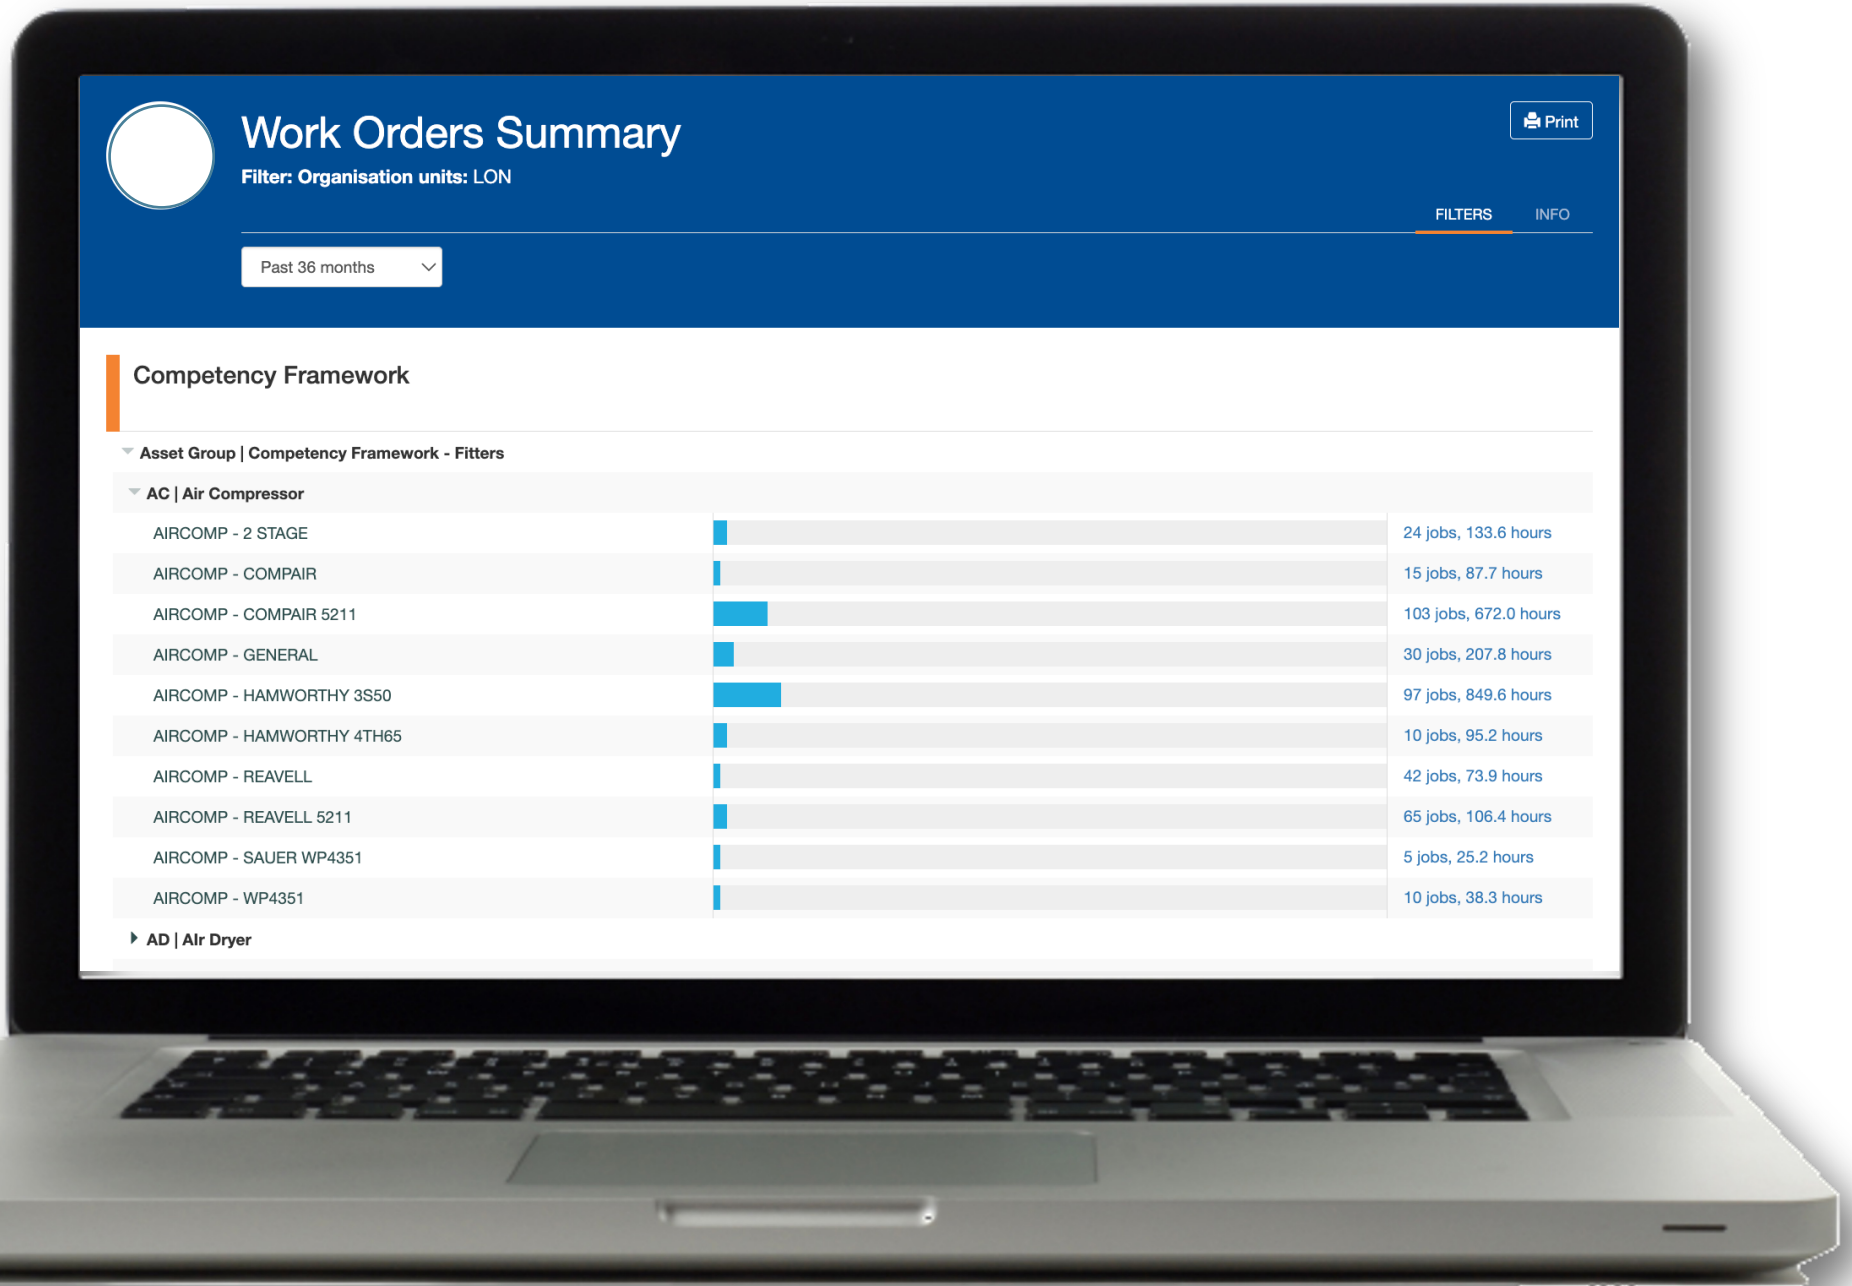 Work Orders Summary
Print
Filter: Organisation units: LON
FILTERS INFO
Past 36 months
Competency Framework
Asset Group | Competency Framework - Fitters
AC | Air Compressor
AIRCOMP - 2 STAGE 24 jobs, 133.6 hours
AIRCOMP - COMPAIR 15 jobs, 87.7 hours
AIRCOMP - COMPAIR 5211 103 jobs, 672.0 hours
AIRCOMP - GENERAL 30 jobs, 207.8 hours
AIRCOMP - HAMWORTHY 3S50 97 jobs, 849.6 hours
AIRCOMP - HAMWORTHY 4TH65 10 jobs, 95.2 hours
AIRCOMP - REAVELL 42 jobs, 73.9 hours
AIRCOMP - REAVELL 5211 65 jobs, 106.4 hours
AIRCOMP - SAUER WP4351 5 jobs, 25.2 hours
AIRCOMP - WP4351 10 jobs, 38.3 hours
AD | AIr Dryer